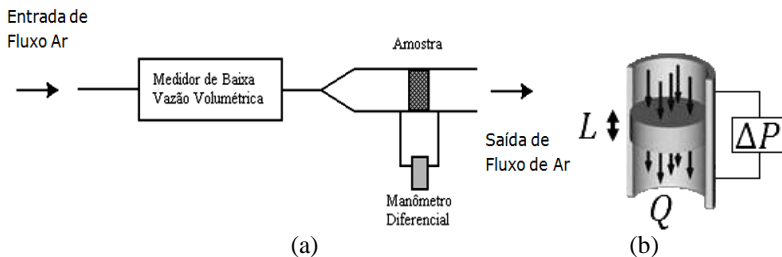 Entrada de
Fluxo Ar
Medidor de Baixa
Vazão Volumétrica
Amostra
Saída de
Fluxo de Ar
Manômetro
Diferencial
(a)
L
ΔP
Q
(b)